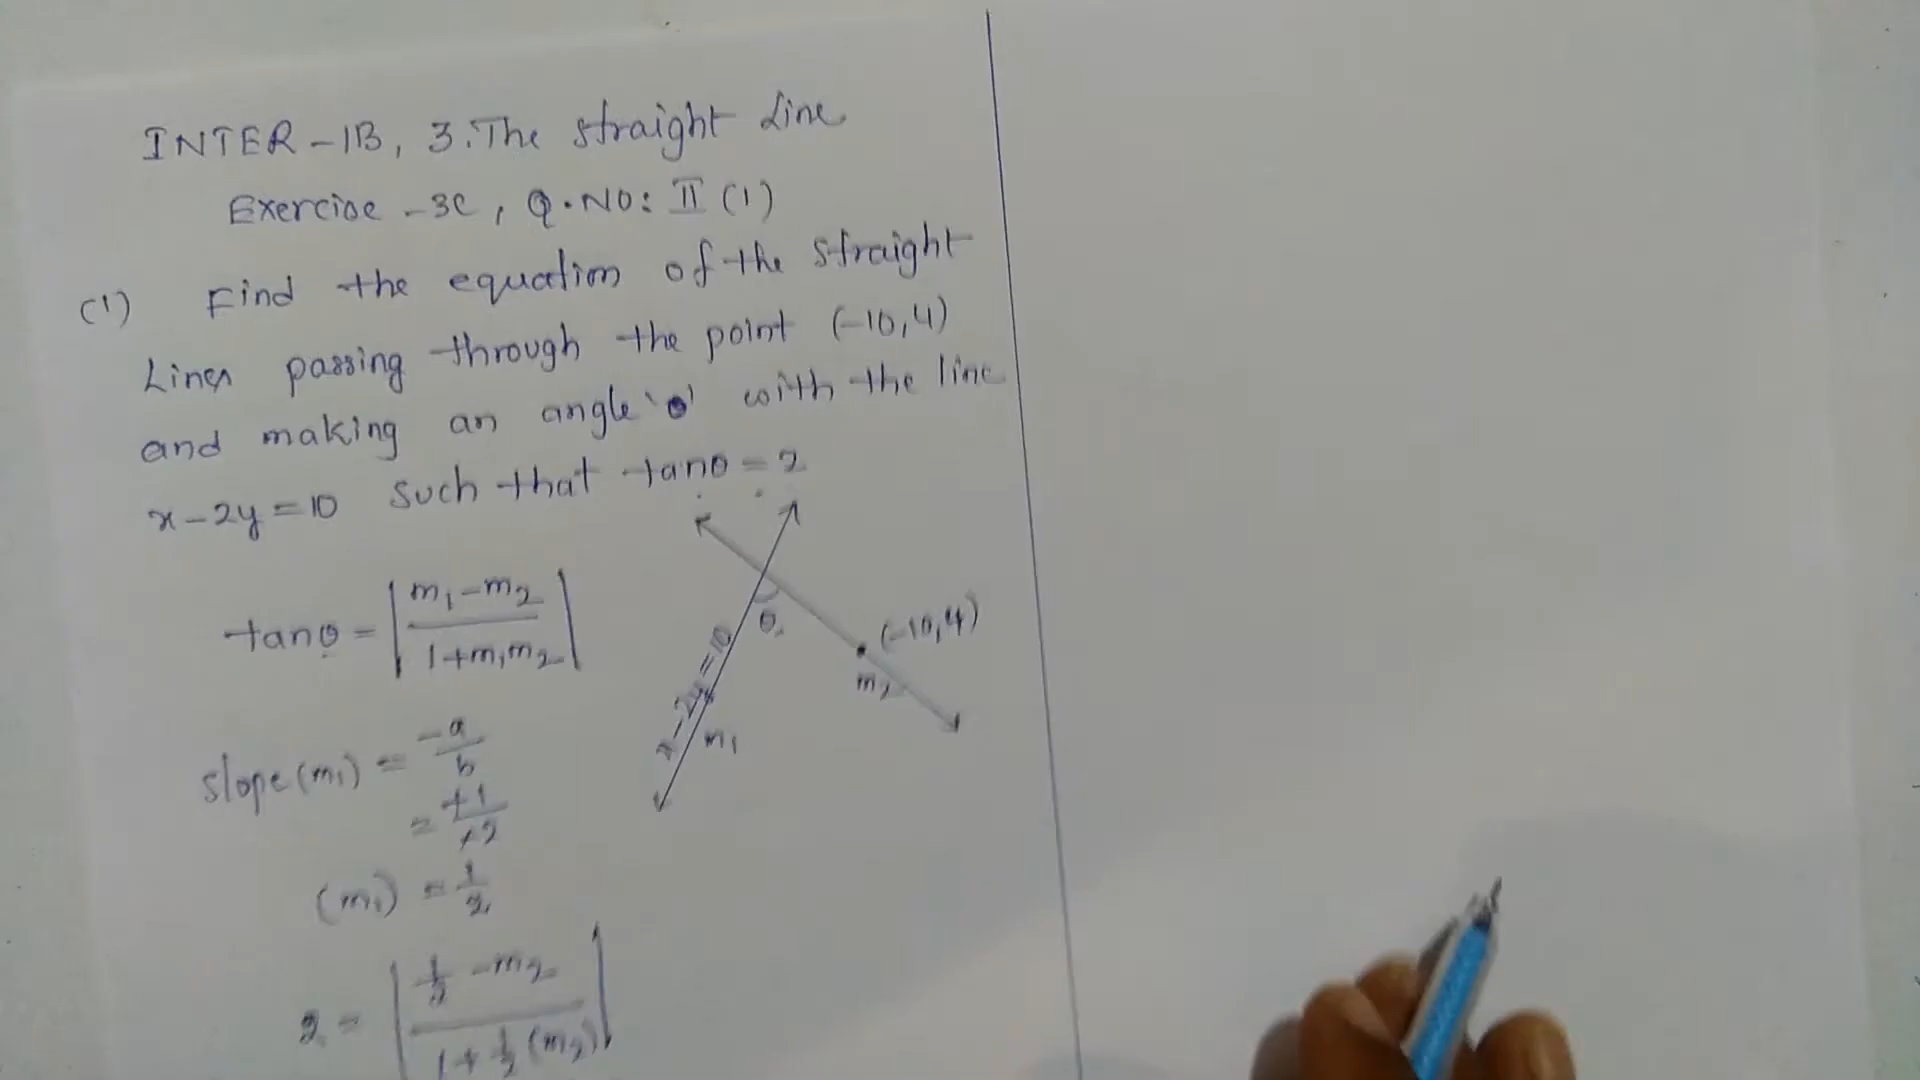 INTER-1B, 3.The straight Line
Exercise-3C, Q.NO: II (1)
(1) Find the equation of the straight
Lines passing through the point (-10,4)
and making an angle 'θ' with the line
x-2y=10 such that tanθ=2
tanθ = |m₁-m₂ / 1+m₁m₂|
θ
(-10,4)
x-2y=10
m₂
m₁
slope(m₁) = -a/b
= +1/+2
(m₁) = 1/2
2 = |1/2 -m₂ / 1+1/2(m₂)|